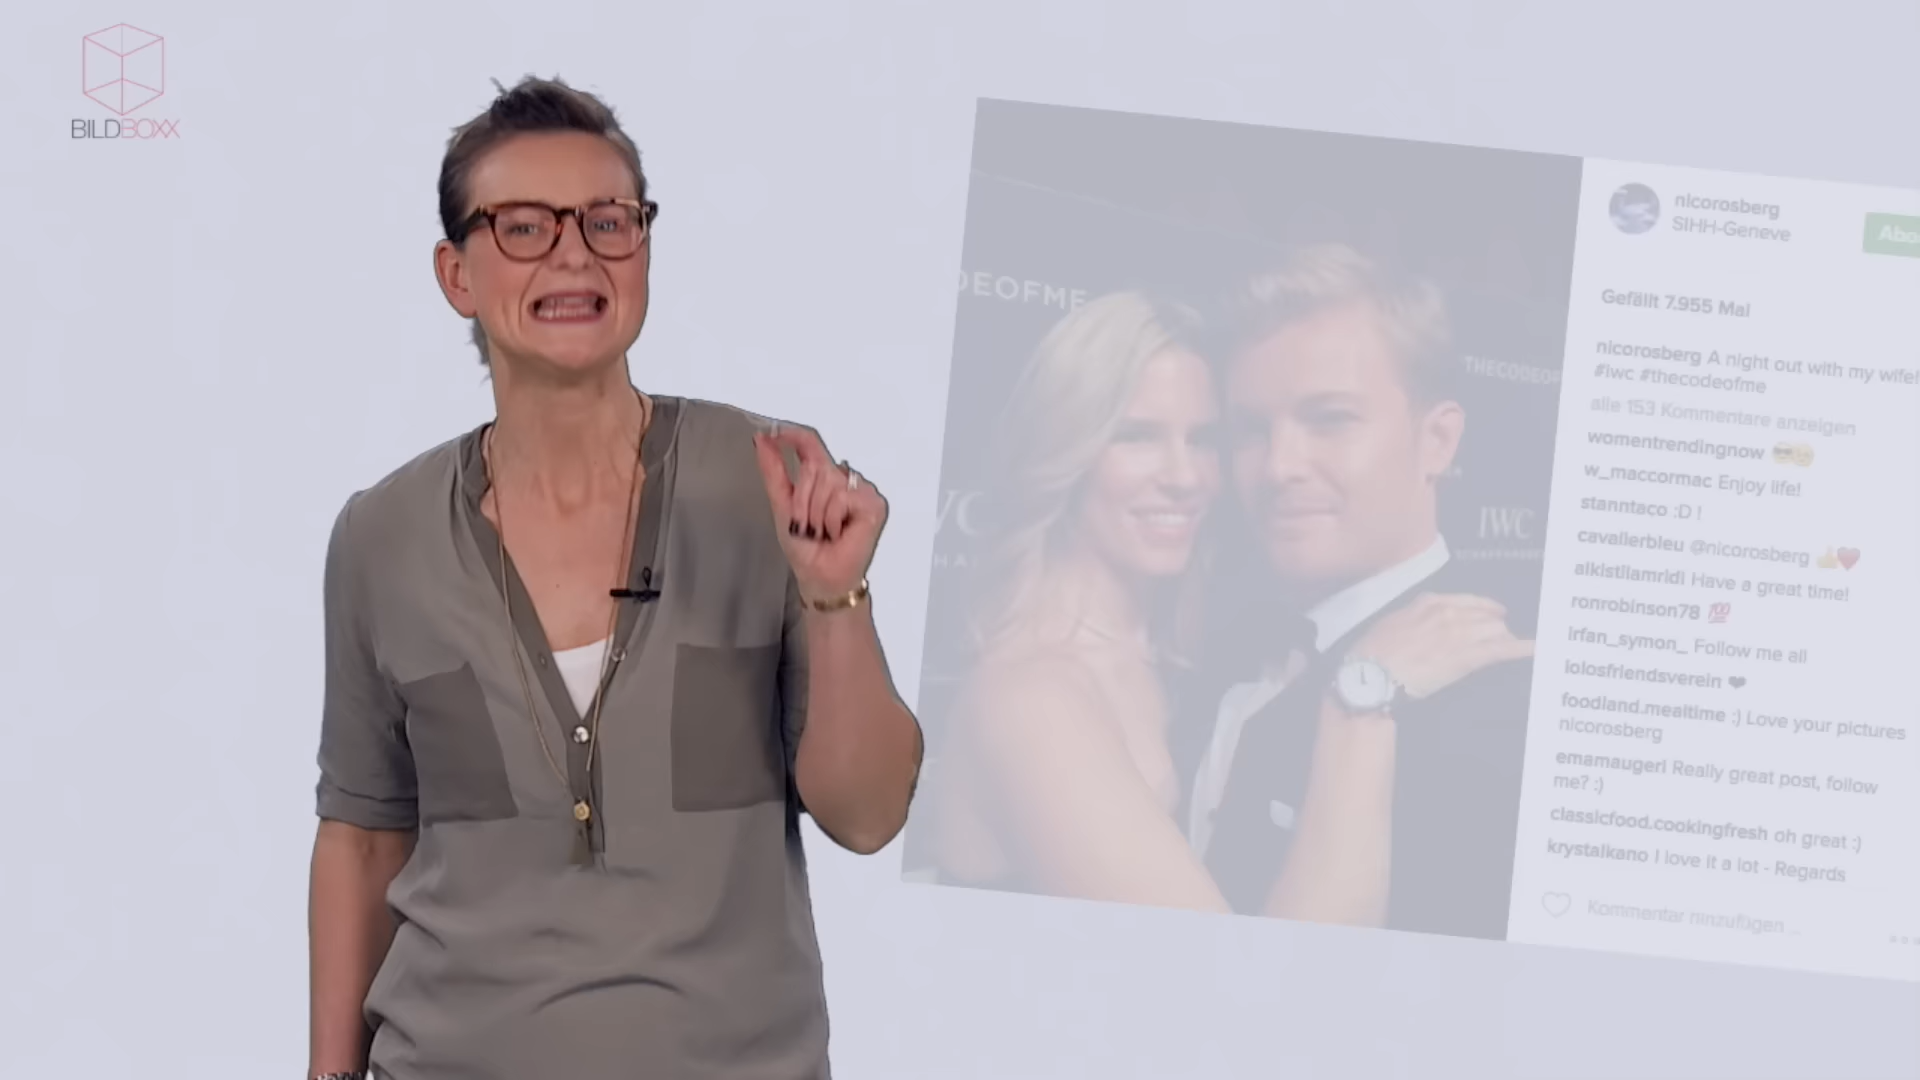 BILDBOXX
DEOFME
THECODEOF
IWC
nicorosberg
SIHH-Geneve
Abo
Gefällt 7.955 Mal
nicorosberg A night out with my wife!
#iwc #thecodeofme
alle 153 Kommentare anzeigen
womentrendingnow 😎😊
w_maccormac Enjoy life!
stanntaco :D !
cavalierbleu @nicorosberg 👍❤
alkistilamridi Have a great time!
ronrobinson78 💯
irfan_symon_ Follow me all
lolosfriendsverein ❤
foodland.mealtime :) Love your pictures
nicorosberg
emamaugeri Really great post, follow
me? :)
classicfood.cookingfresh oh great :)
krystalkano I love it a lot - Regards
Kommentar hinzufügen ...